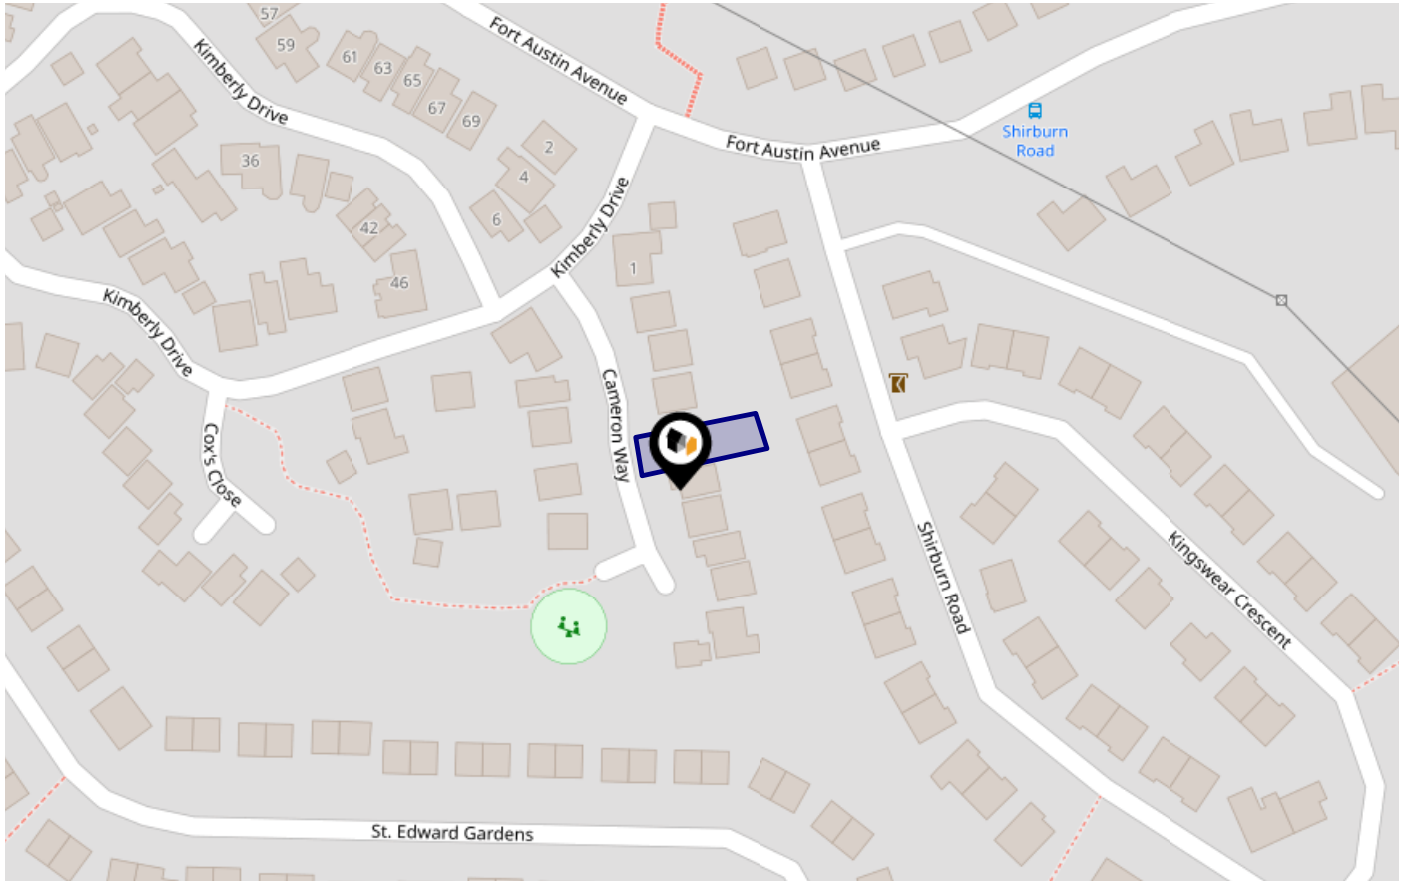 57
59
61
63
65
67
69
Fort Austin Avenue
Kimberly Drive
Fort Austin Avenue
Shirburn
Road
2
4
6
36
42
46
Kimberly Drive
1
Kimberly Drive
Cameron Way
Cox's Close
Shirburn Road
Kingswear Crescent
St. Edward Gardens